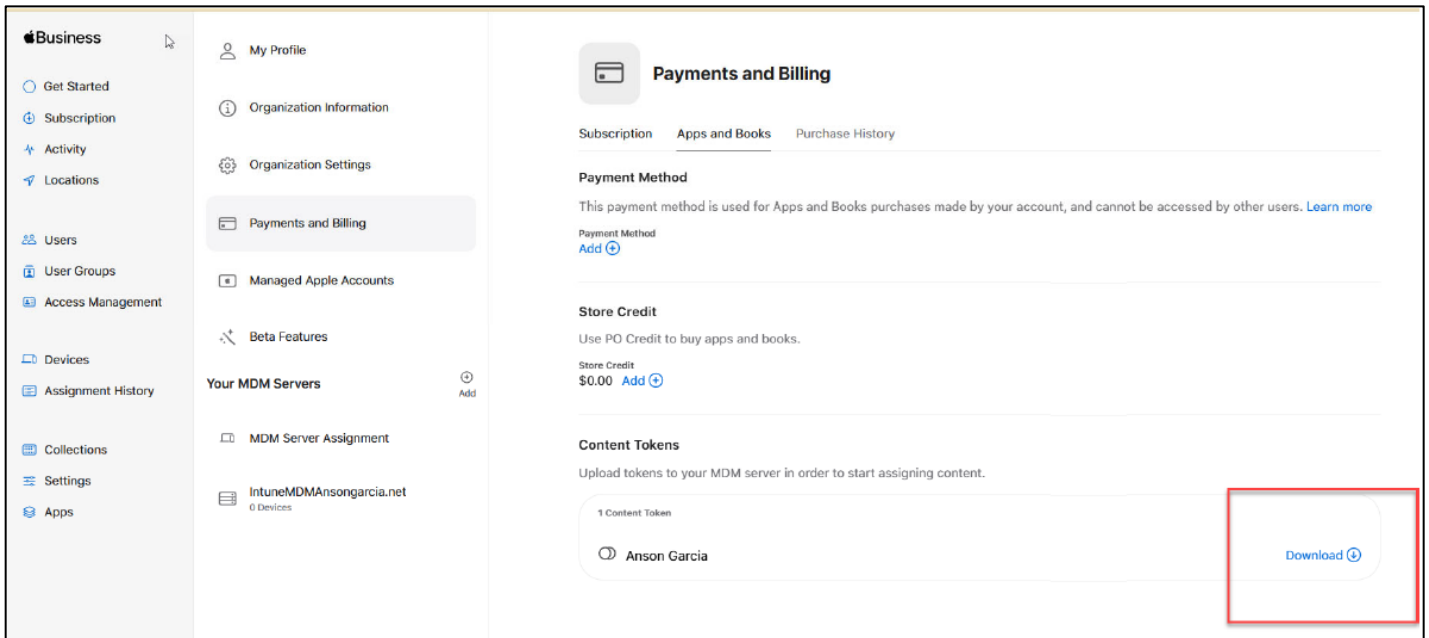 Business
Get Started
Subscription
Activity
Locations
Users
User Groups
Access Management
Devices
Assignment History
Collections
Settings
Apps
My Profile
Organization Information
Organization Settings
Payments and Billing
Managed Apple Accounts
Beta Features
Your MDM Servers
Add
MDM Server Assignment
IntuneMDMAnsongarcia.net
0 Devices
Payments and Billing
Subscription Apps and Books Purchase History
Payment Method
This payment method is used for Apps and Books purchases made by your account, and cannot be accessed by other users. Learn more
Payment Method
Add
Store Credit
Use PO Credit to buy apps and books.
Store Credit
$0.00 Add
Content Tokens
Upload tokens to your MDM server in order to start assigning content.
1 Content Token
Anson Garcia Download